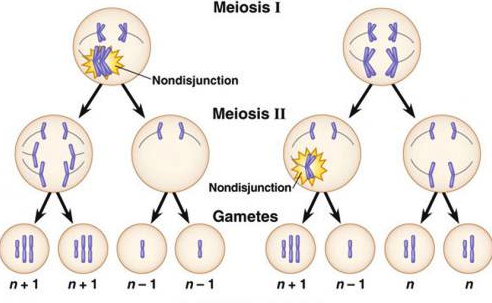 Meiosis I
Nondisjunction
Meiosis II
Nondisjunction
Gametes
n + 1
n + 1
n – 1
n – 1
n + 1
n – 1
n
n